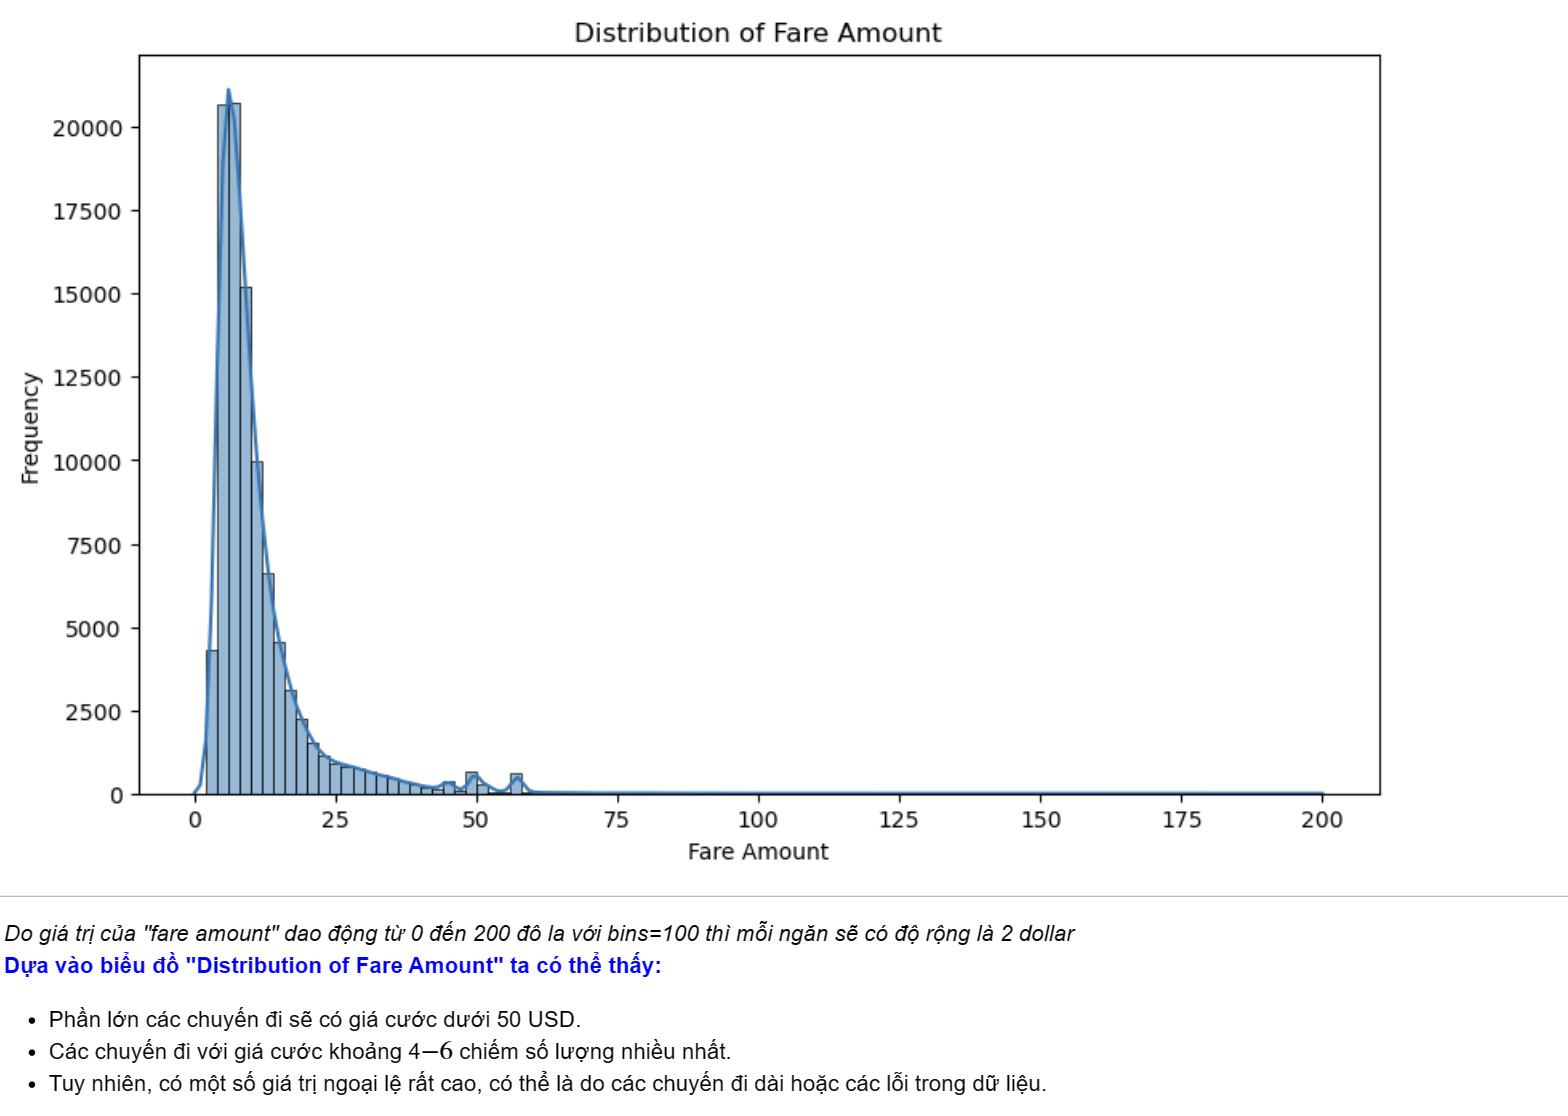 Distribution of Fare Amount
20000
17500
15000
12500
10000
7500
5000
2500
0
Frequency
0 25 50 75 100 125 150 175 200
Fare Amount
Do giá trị của "fare amount" dao động từ 0 đến 200 đô la với bins=100 thì mỗi ngăn sẽ có độ rộng là 2 dollar
Dựa vào biểu đồ "Distribution of Fare Amount" ta có thể thấy:
• Phần lớn các chuyến đi sẽ có giá cước dưới 50 USD.
• Các chuyến đi với giá cước khoảng 4−6 chiếm số lượng nhiều nhất.
• Tuy nhiên, có một số giá trị ngoại lệ rất cao, có thể là do các chuyến đi dài hoặc các lỗi trong dữ liệu.